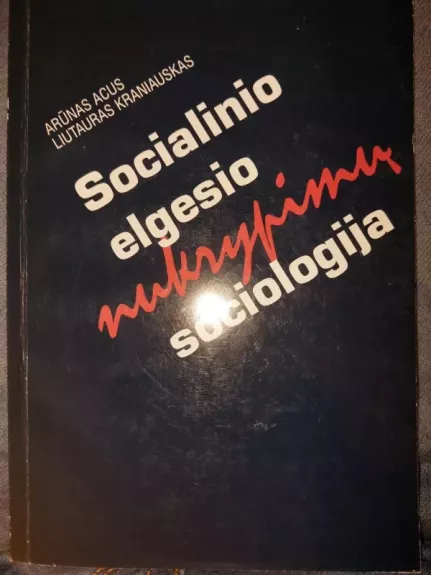 ARŪNAS ACUS
LIUTAURAS KRANIAUSKAS
Socialinio
elgesio
nukrypimų
sociologija